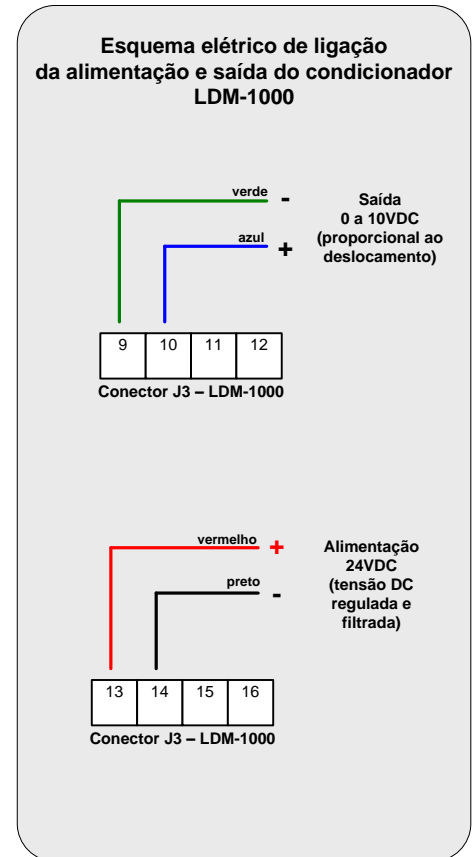 Esquema elétrico de ligação
da alimentação e saída do condicionador
LDM-1000
verde -
azul +
Saída
0 a 10VDC
(proporcional ao
deslocamento)
9 10 11 12
Conector J3 – LDM-1000
vermelho +
preto -
Alimentação
24VDC
(tensão DC
regulada e
filtrada)
13 14 15 16
Conector J3 – LDM-1000